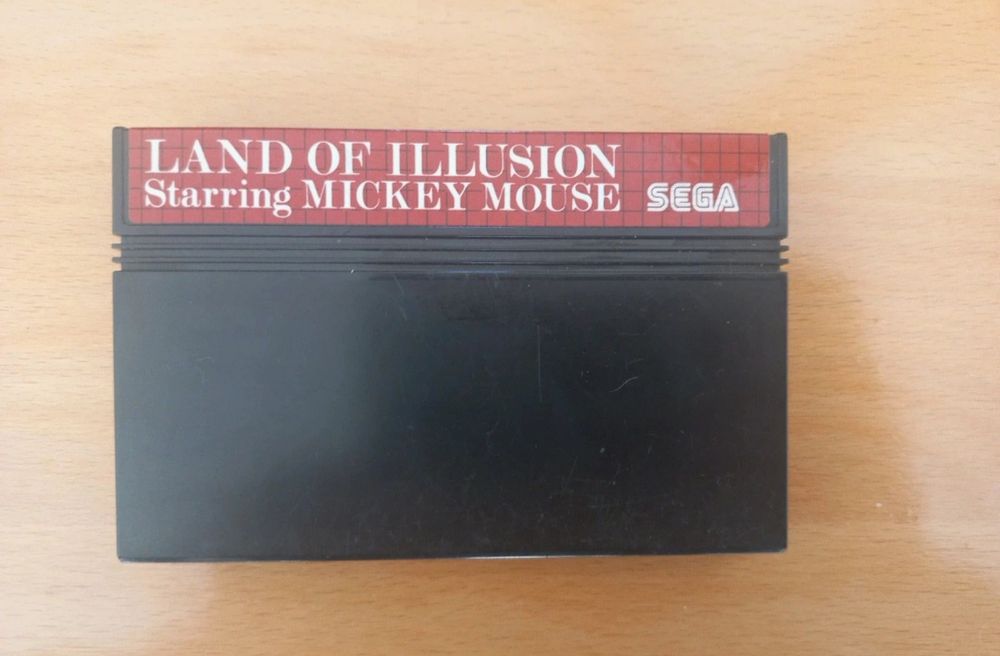 LAND OF ILLUSION
Starring MICKEY MOUSE
SEGA